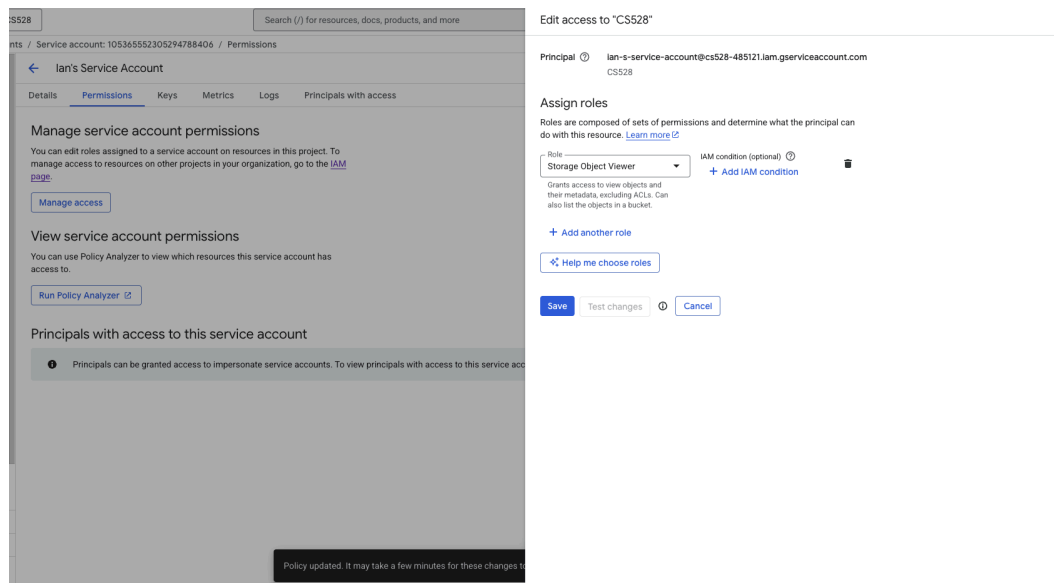 CS528
Search (/) for resources, docs, products, and more
nts / Service account: 105365552305294788406 / Permissions
Ian's Service Account
Details Permissions Keys Metrics Logs Principals with access
Manage service account permissions
You can edit roles assigned to a service account on resources in this project. To
manage access to resources on other projects in your organization, go to the IAM
page.
Manage access
View service account permissions
You can use Policy Analyzer to view which resources this service account has
access to.
Run Policy Analyzer
Principals with access to this service account
Principals can be granted access to impersonate service accounts. To view principals with access to this service acc
Policy updated. It may take a few minutes for these changes to
Edit access to "CS528"
Principal ian-s-service-account@cs528-485121.iam.gserviceaccount.com
CS528
Assign roles
Roles are composed of sets of permissions and determine what the principal can
do with this resource. Learn more
Role
Storage Object Viewer
IAM condition (optional)
+ Add IAM condition
Grants access to view objects and
their metadata, excluding ACLs. Can
also list the objects in a bucket.
+ Add another role
Help me choose roles
Save Test changes Cancel